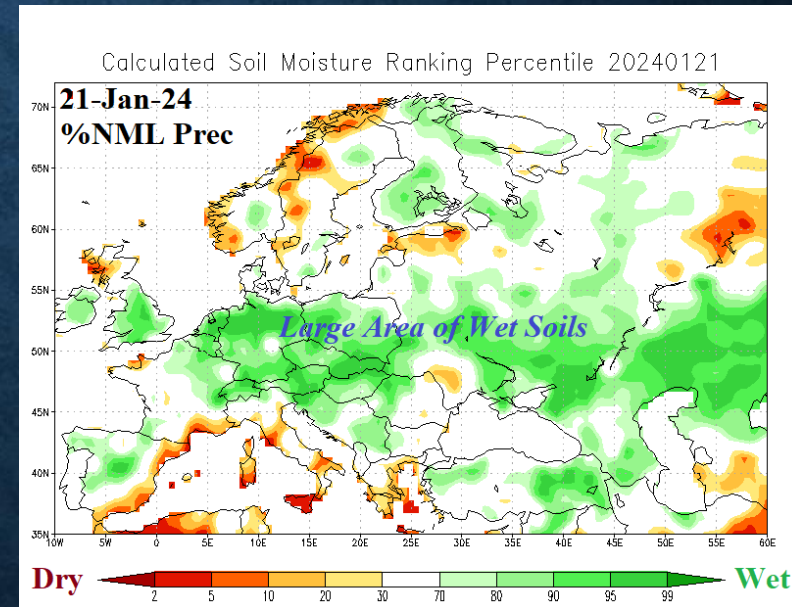 Calculated Soil Moisture Ranking Percentile 20240121
21-Jan-24
%NML Prec
70N
65N
60N
55N
50N
45N
40N
35N
Large Area of Wet Soils
10W 5W 0 5E 10E 15E 20E 25E 30E 35E 40E 45E 50E 55E 60E
Dry Wet
2 5 10 20 30 70 80 90 95 99